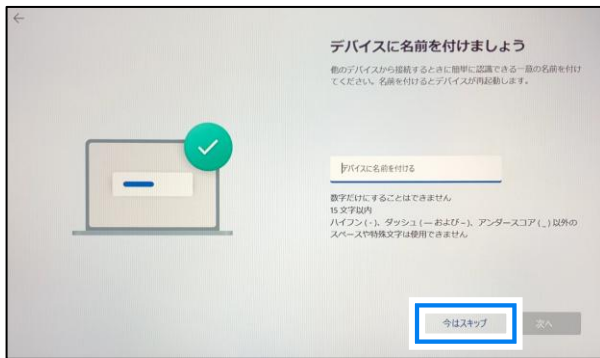 デバイスに名前を付けましょう
他のデバイスから接続するときに簡単に認識できる一意の名前を付け
てください。名前を付けるとデバイスが再起動します。
デバイスに名前を付ける
数字だけにすることはできません
15 文字以内
ハイフン (-)、ダッシュ (— および –)、アンダースコア (_) 以外の
スペースや特殊文字は使用できません
今はスキップ
次へ